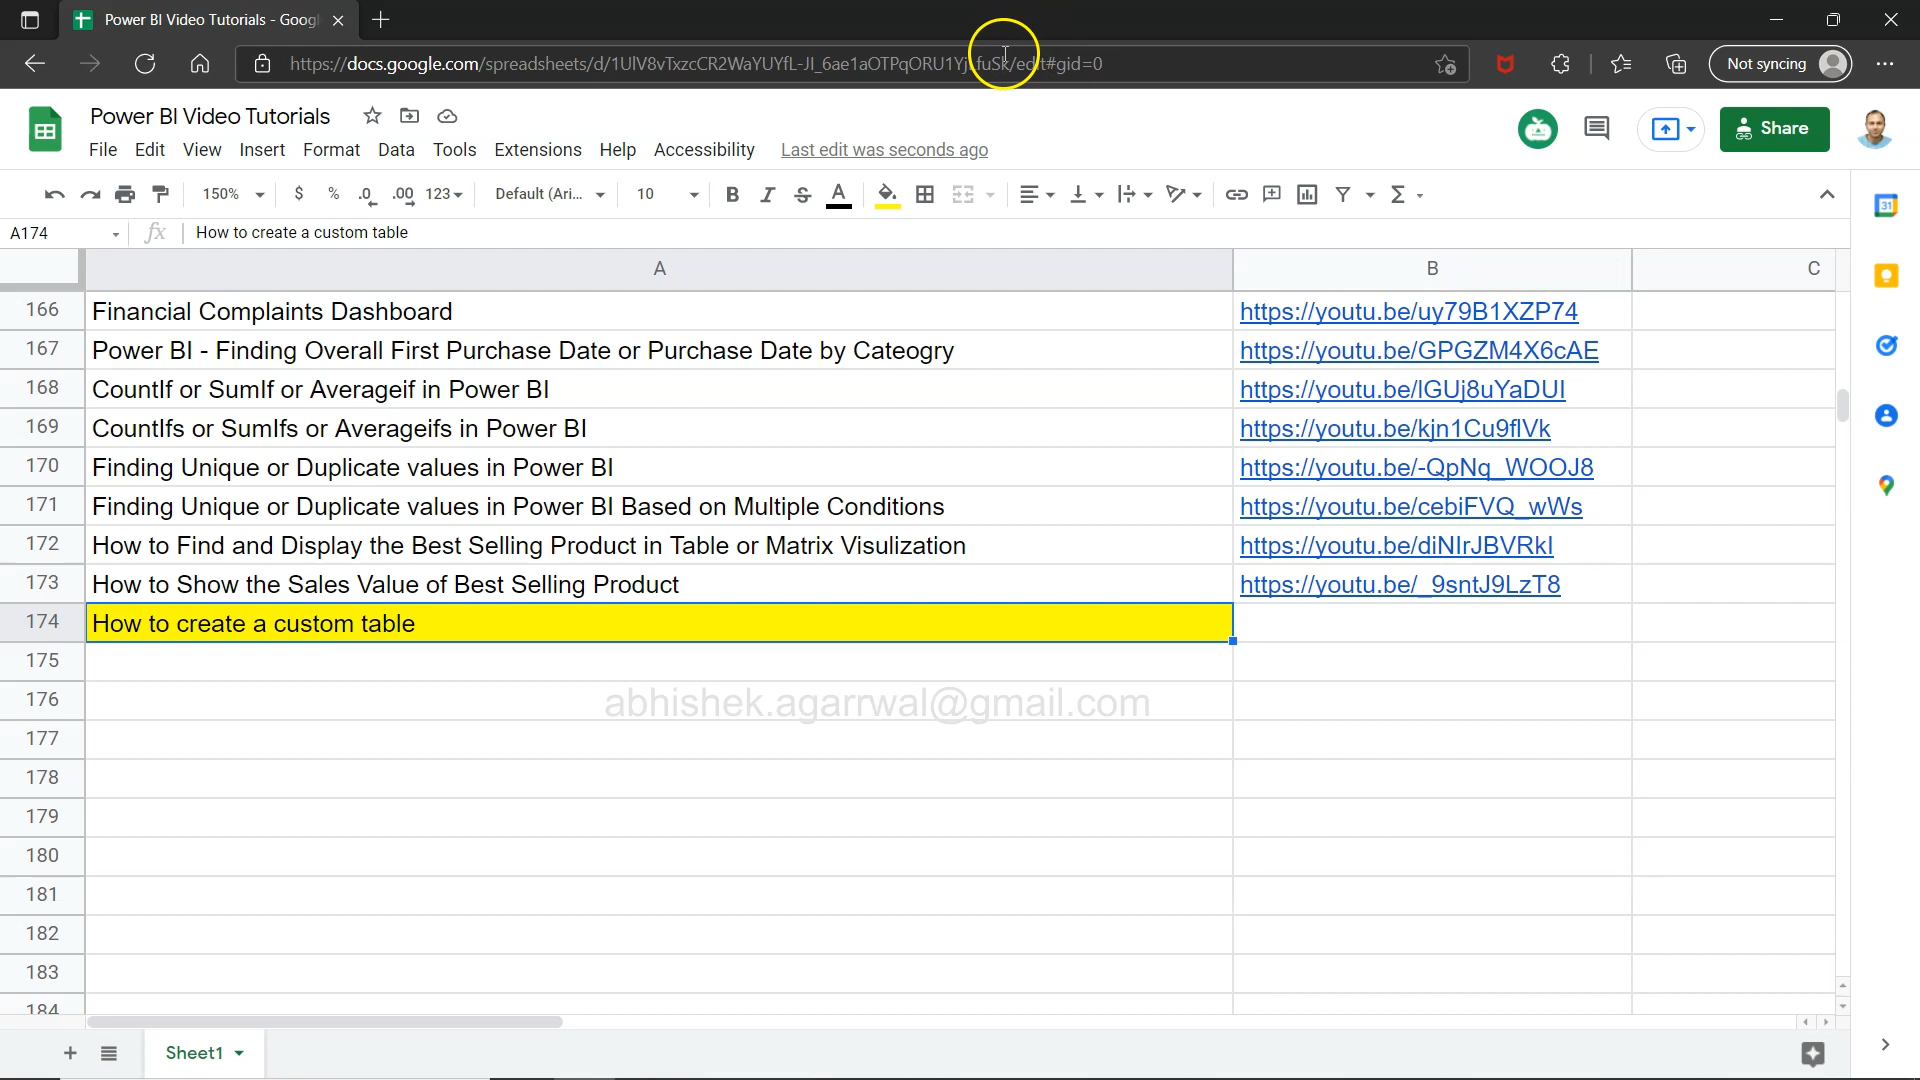 Power BI Video Tutorials - Googl
https://docs.google.com/spreadsheets/d/1UlV8vTxzcCR2WaYUYfL-JI_6ae1aOTPqORU1YjLfuSk/edit#gid=0
Not syncing
Power BI Video Tutorials
File Edit View Insert Format Data Tools Extensions Help Accessibility Last edit was seconds ago
Share
150% $ % .0 .00 123 Default (Ari... 10 B I S A
31
A174 fx How to create a custom table
A B C
166 Financial Complaints Dashboard https://youtu.be/uy79B1XZP74
167 Power BI - Finding Overall First Purchase Date or Purchase Date by Cateogry https://youtu.be/GPGZM4X6cAE
168 CountIf or SumIf or Averageif in Power BI https://youtu.be/lGUj8uYaDUI
169 CountIfs or SumIfs or Averageifs in Power BI https://youtu.be/kjn1Cu9flVk
170 Finding Unique or Duplicate values in Power BI https://youtu.be/-QpNq_WOOJ8
171 Finding Unique or Duplicate values in Power BI Based on Multiple Conditions https://youtu.be/cebiFVQ_wWs
172 How to Find and Display the Best Selling Product in Table or Matrix Visulization https://youtu.be/diNIrJBVRkI
173 How to Show the Sales Value of Best Selling Product https://youtu.be/_9sntJ9LzT8
174 How to create a custom table
175
176 abhishek.agarrwal@gmail.com
177
178
179
180
181
182
183
184
Sheet1